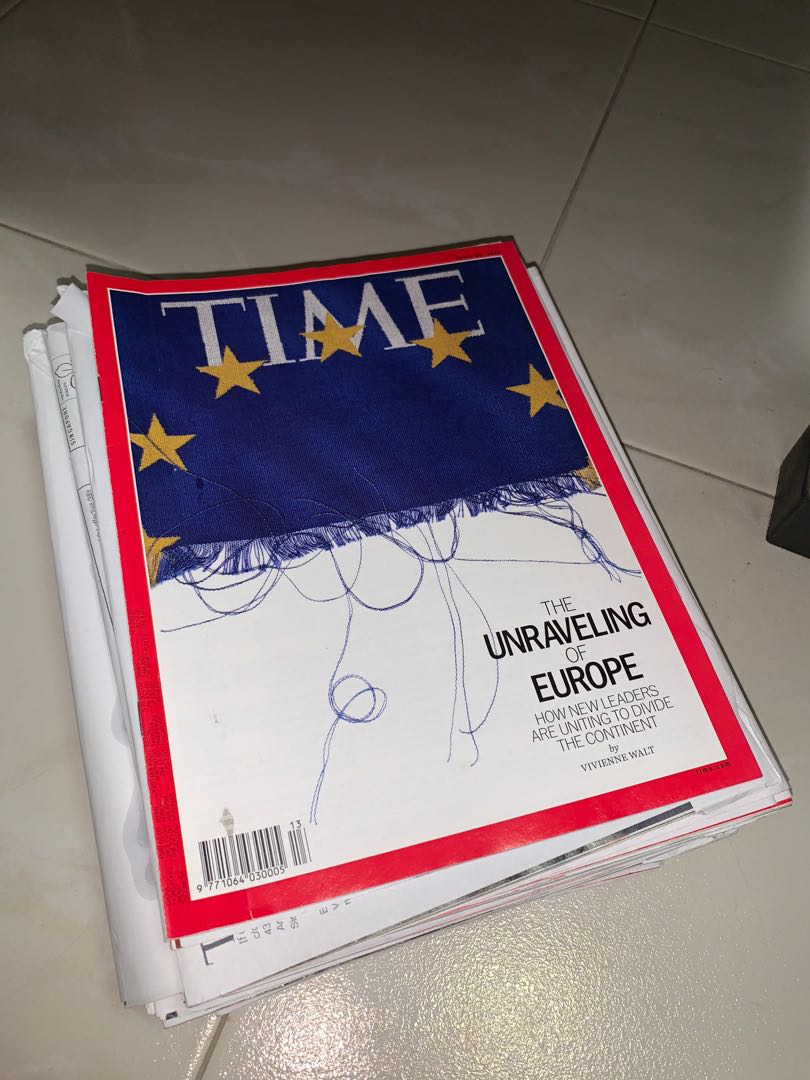 TIME
THE
UNRAVELING
OF
EUROPE
HOW NEW LEADERS
ARE UNITING TO DIVIDE
THE CONTINENT
by
VIVIENNE WALT
time.com
13
9 771064 030005
SINGAPORE